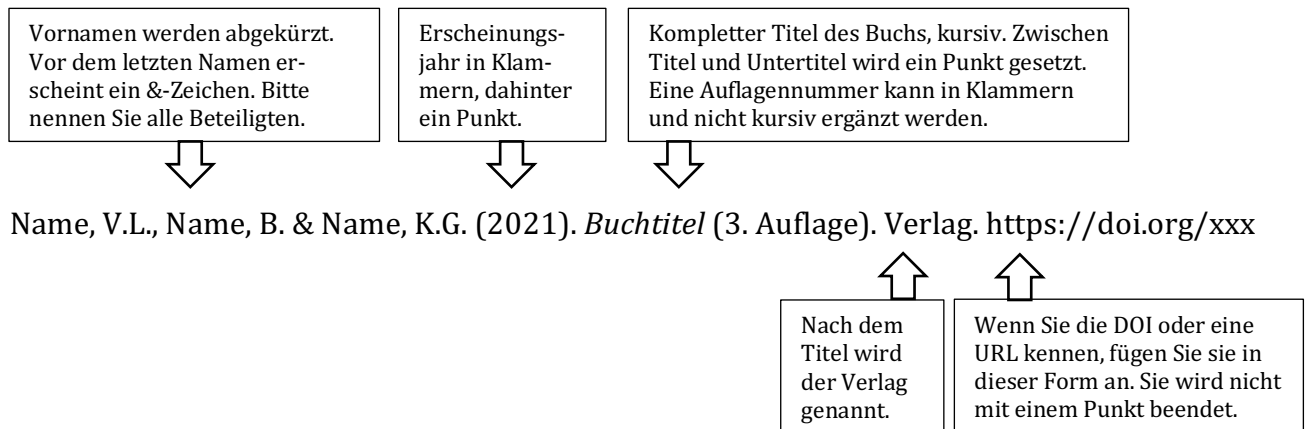 Vornamen werden abgekürzt.
Vor dem letzten Namen er-
scheint ein &-Zeichen. Bitte
nennen Sie alle Beteiligten.
Erscheinungs-
jahr in Klam-
mern, dahinter
ein Punkt.
Kompletter Titel des Buchs, kursiv. Zwischen
Titel und Untertitel wird ein Punkt gesetzt.
Eine Auflagennummer kann in Klammern
und nicht kursiv ergänzt werden.
Name, V.L., Name, B. & Name, K.G. (2021). Buchtitel (3. Auflage). Verlag. https://doi.org/xxx
Nach dem
Titel wird
der Verlag
genannt.
Wenn Sie die DOI oder eine
URL kennen, fügen Sie sie in
dieser Form an. Sie wird nicht
mit einem Punkt beendet.